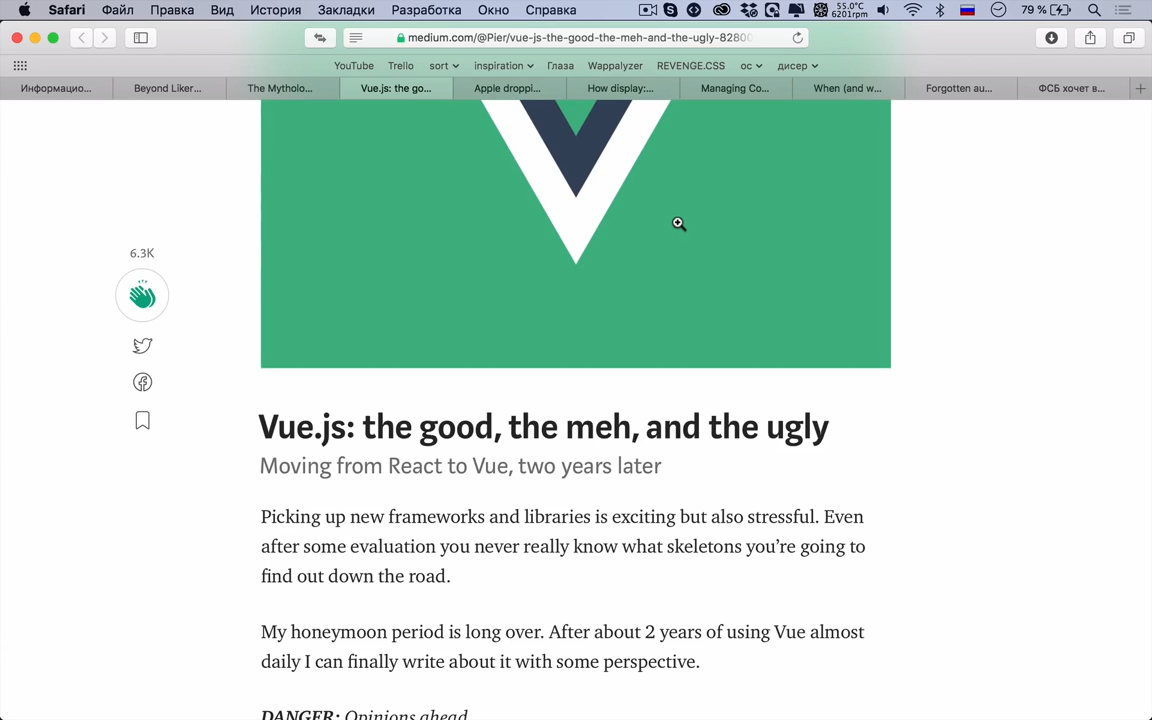 Safari Файл Правка Вид История Закладки Разработка Окно Справка 55.0°C 6201rpm 79 %
medium.com/@Pier/vue-js-the-good-the-meh-and-the-ugly-82800
YouTube Trello sort inspiration Глаза Wappalyzer REVENGE.CSS ос дисер
Информацио... Beyond Liker... The Mytholo... Vue.js: the go... Apple droppi... How display:... Managing Co... When (and w... Forgotten au... ФСБ хочет в...
6.3K
Vue.js: the good, the meh, and the ugly
Moving from React to Vue, two years later
Picking up new frameworks and libraries is exciting but also stressful. Even
after some evaluation you never really know what skeletons you’re going to
find out down the road.
My honeymoon period is long over. After about 2 years of using Vue almost
daily I can finally write about it with some perspective.
DANGER: Opinions ahead